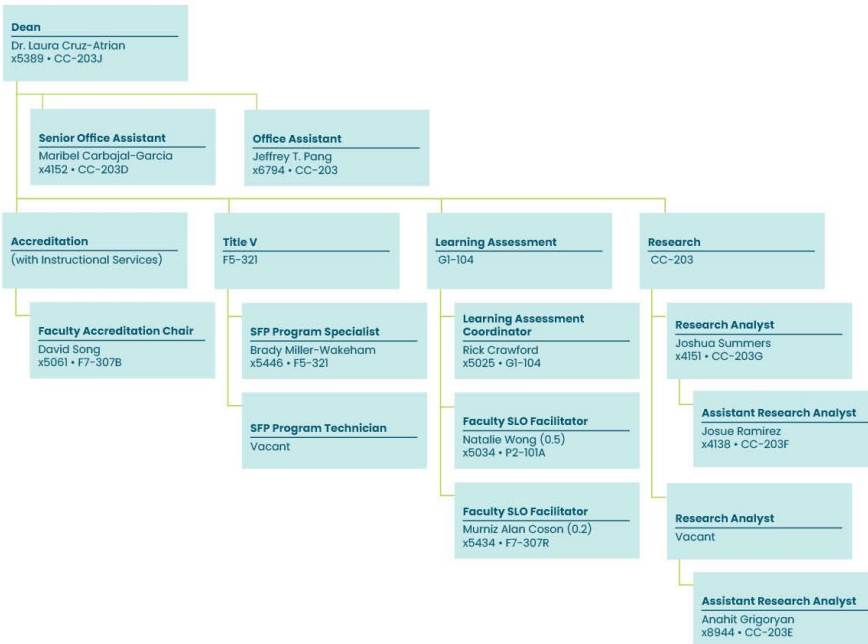 Dean
Dr. Laura Cruz-Atrian
x5389 • CC-203J
Senior Office Assistant
Maribel Carbajal-Garcia
x4152 • CC-203D
Office Assistant
Jeffrey T. Pang
x6794 • CC-203
Accreditation
(with Instructional Services)
Faculty Accreditation Chair
David Song
x5061 • F7-307B
Title V
F5-321
SFP Program Specialist
Brady Miller-Wakeham
x5446 • F5-321
SFP Program Technician
Vacant
Learning Assessment
G1-104
Learning Assessment
Coordinator
Rick Crawford
x5025 • G1-104
Faculty SLO Facilitator
Natalie Wong (0.5)
x5034 • P2-101A
Faculty SLO Facilitator
Murniz Alan Coson (0.2)
x5434 • F7-307R
Research
CC-203
Research Analyst
Joshua Summers
x4151 • CC-203G
Assistant Research Analyst
Josue Ramirez
x4138 • CC-203F
Research Analyst
Vacant
Assistant Research Analyst
Anahit Grigoryan
x8944 • CC-203E